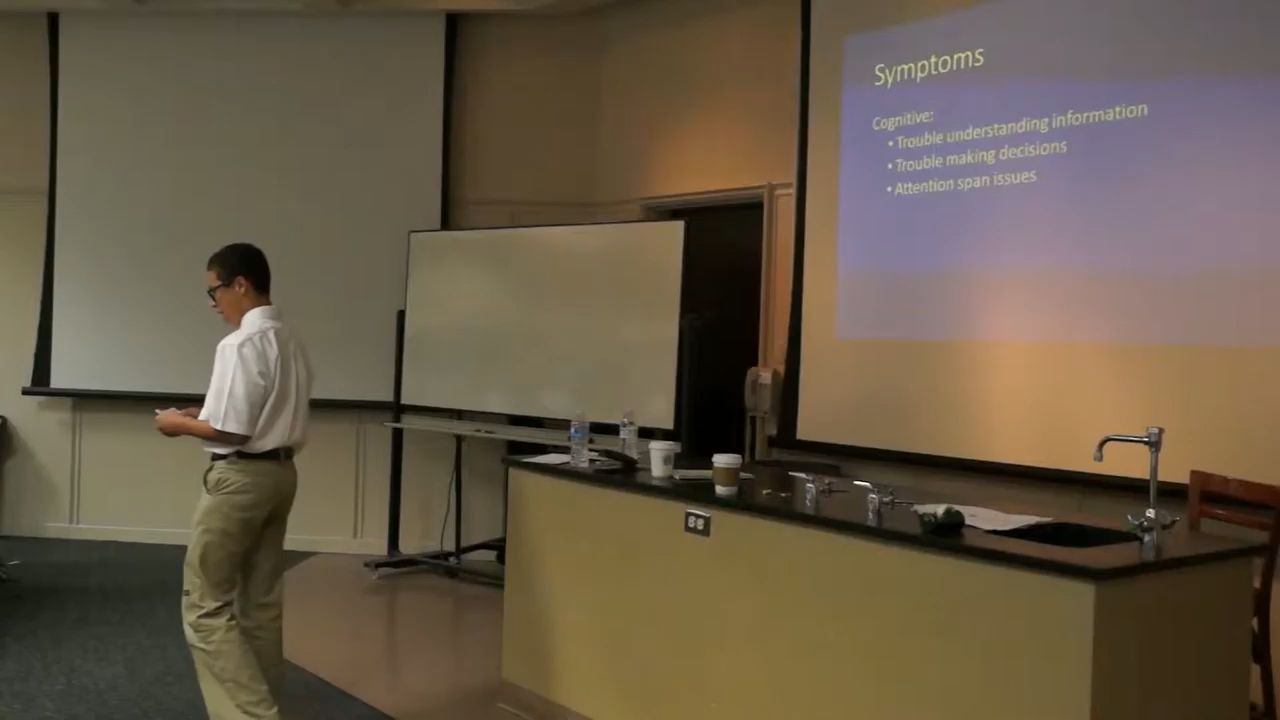 Symptoms
Cognitive:
• Trouble understanding information
• Trouble making decisions
• Attention span issues